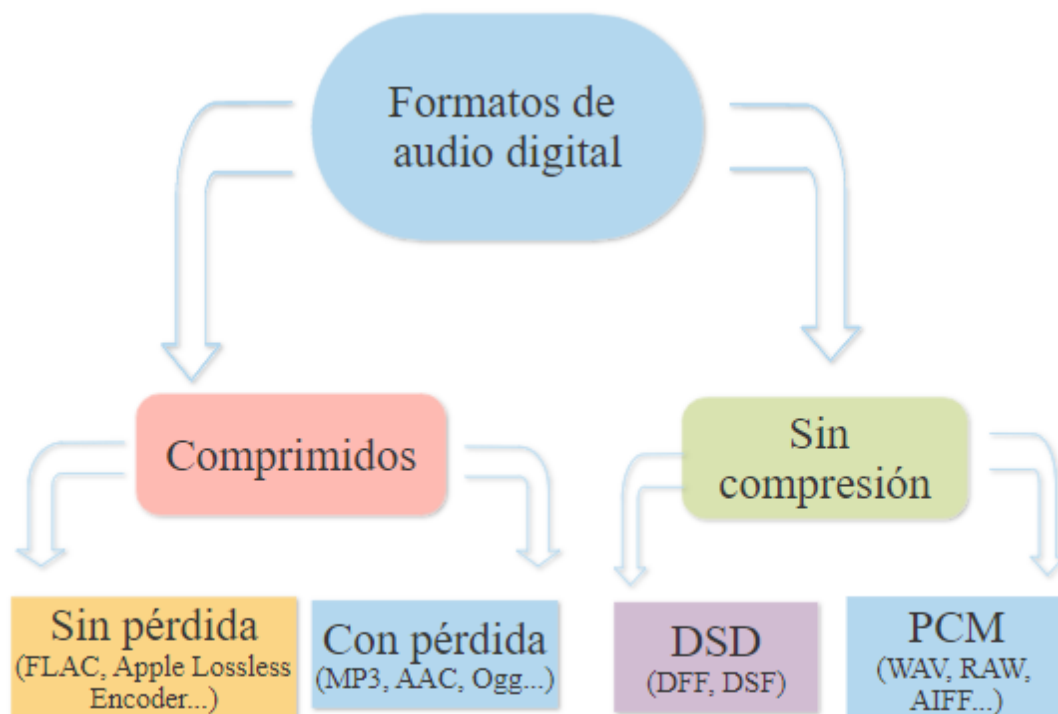 Formatos de
audio digital
Comprimidos
Sin
compresión
Sin pérdida
(FLAC, Apple Lossless
Encoder...)
Con pérdida
(MP3, AAC, Ogg...)
DSD
(DFF, DSF)
PCM
(WAV, RAW,
AIFF...)